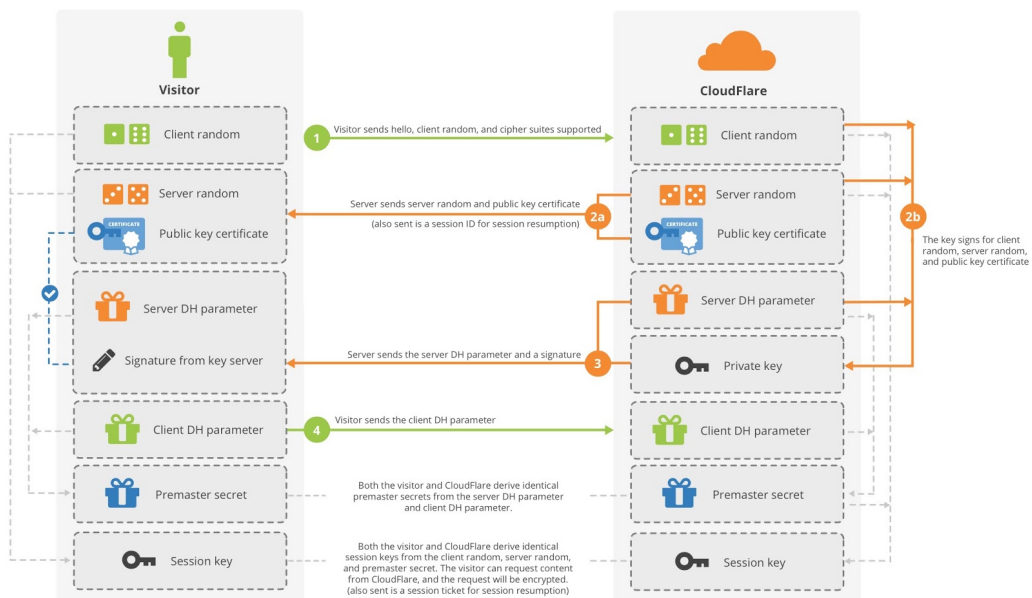 Visitor
CloudFlare
Client random
1
Visitor sends hello, client random, and cipher suites supported
Client random
Server random
Server sends server random and public key certificate
2a
Server random
2b
CERTIFICATE
Public key certificate
(also sent is a session ID for session resumption)
CERTIFICATE
Public key certificate
The key signs for client
random, server random,
and public key certificate
Server DH parameter
Server DH parameter
Signature from key server
Server sends the server DH parameter and a signature
3
Private key
Client DH parameter
4
Visitor sends the client DH parameter
Client DH parameter
Premaster secret
Both the visitor and CloudFlare derive identical
premaster secrets from the server DH parameter
and client DH parameter.
Premaster secret
Session key
Both the visitor and CloudFlare derive identical
session keys from the client random, server random,
and premaster secret. The visitor can request content
from CloudFlare, and the request will be encrypted.
(also sent is a session ticket for session resumption)
Session key